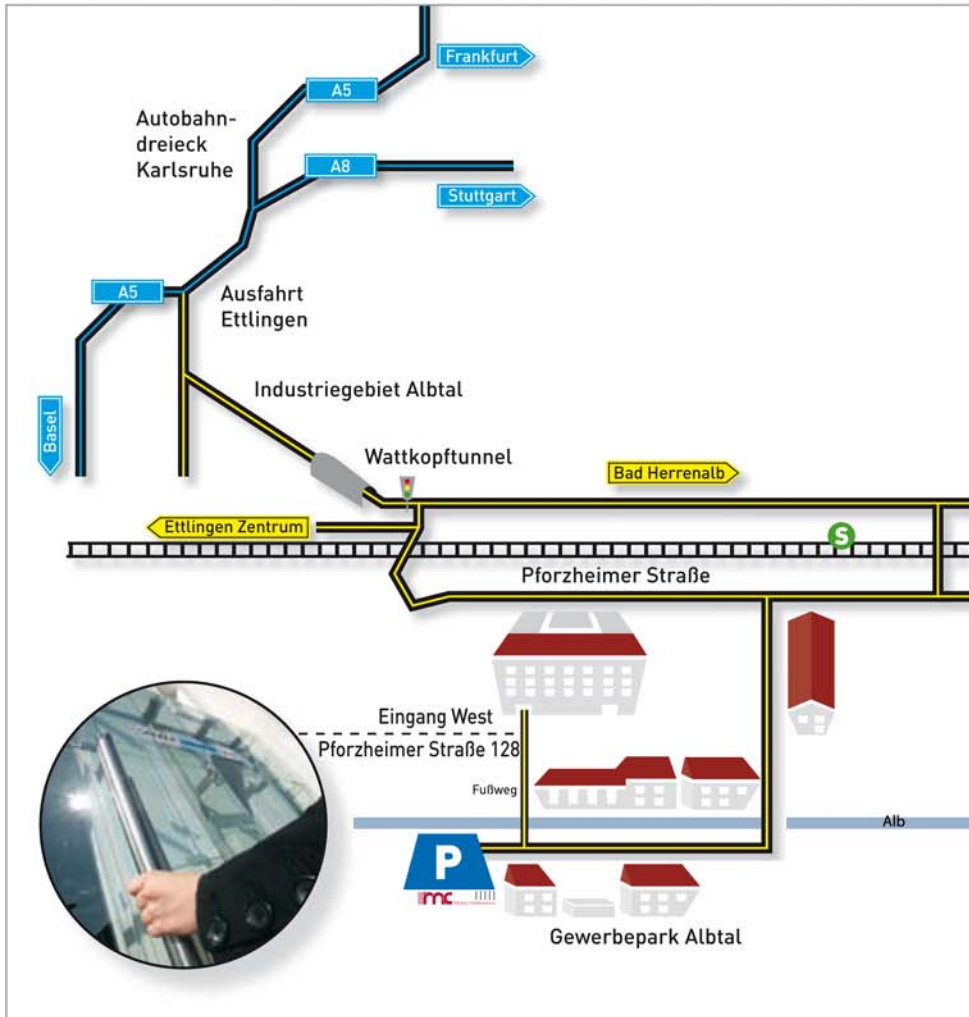 Frankfurt
A5
Autobahn-
dreieck
Karlsruhe
A8
Stuttgart
A5
Ausfahrt
Ettlingen
Industriegebiet Albtal
Basel
Wattkopftunnel
Bad Herrenalb
Ettlingen Zentrum
S
Pforzheimer Straße
Eingang West
Pforzheimer Straße 128
Fußweg
Alb
P
mc
Gewerbepark Albtal